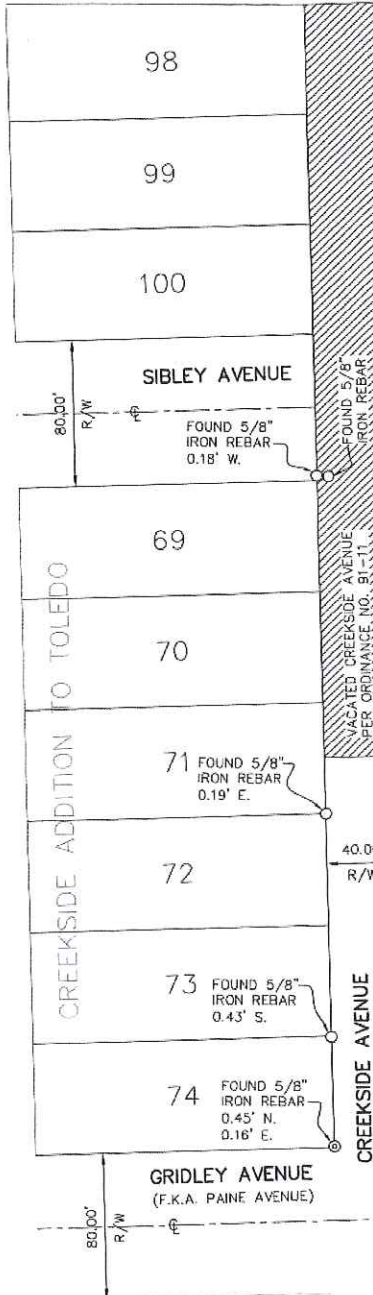 98
99
100
SIBLEY AVENUE
80.00'
R/W
℄
FOUND 5/8"
IRON REBAR
0.18' W.
FOUND 5/8"
IRON REBAR
69
CREEKSIDE ADDITION TO TOLEDO
70
VACATED CREEKSIDE AVENUE
PER ORDINANCE NO. 91-11
71
FOUND 5/8"
IRON REBAR
0.19' E.
72
40.0
R/W
73
FOUND 5/8"
IRON REBAR
0.43' S.
CREEKSIDE AVENUE
74
FOUND 5/8"
IRON REBAR
0.45' N.
0.16' E.
GRIDLEY AVENUE
(F.K.A. PAINE AVENUE)
80.00'
R/W
℄